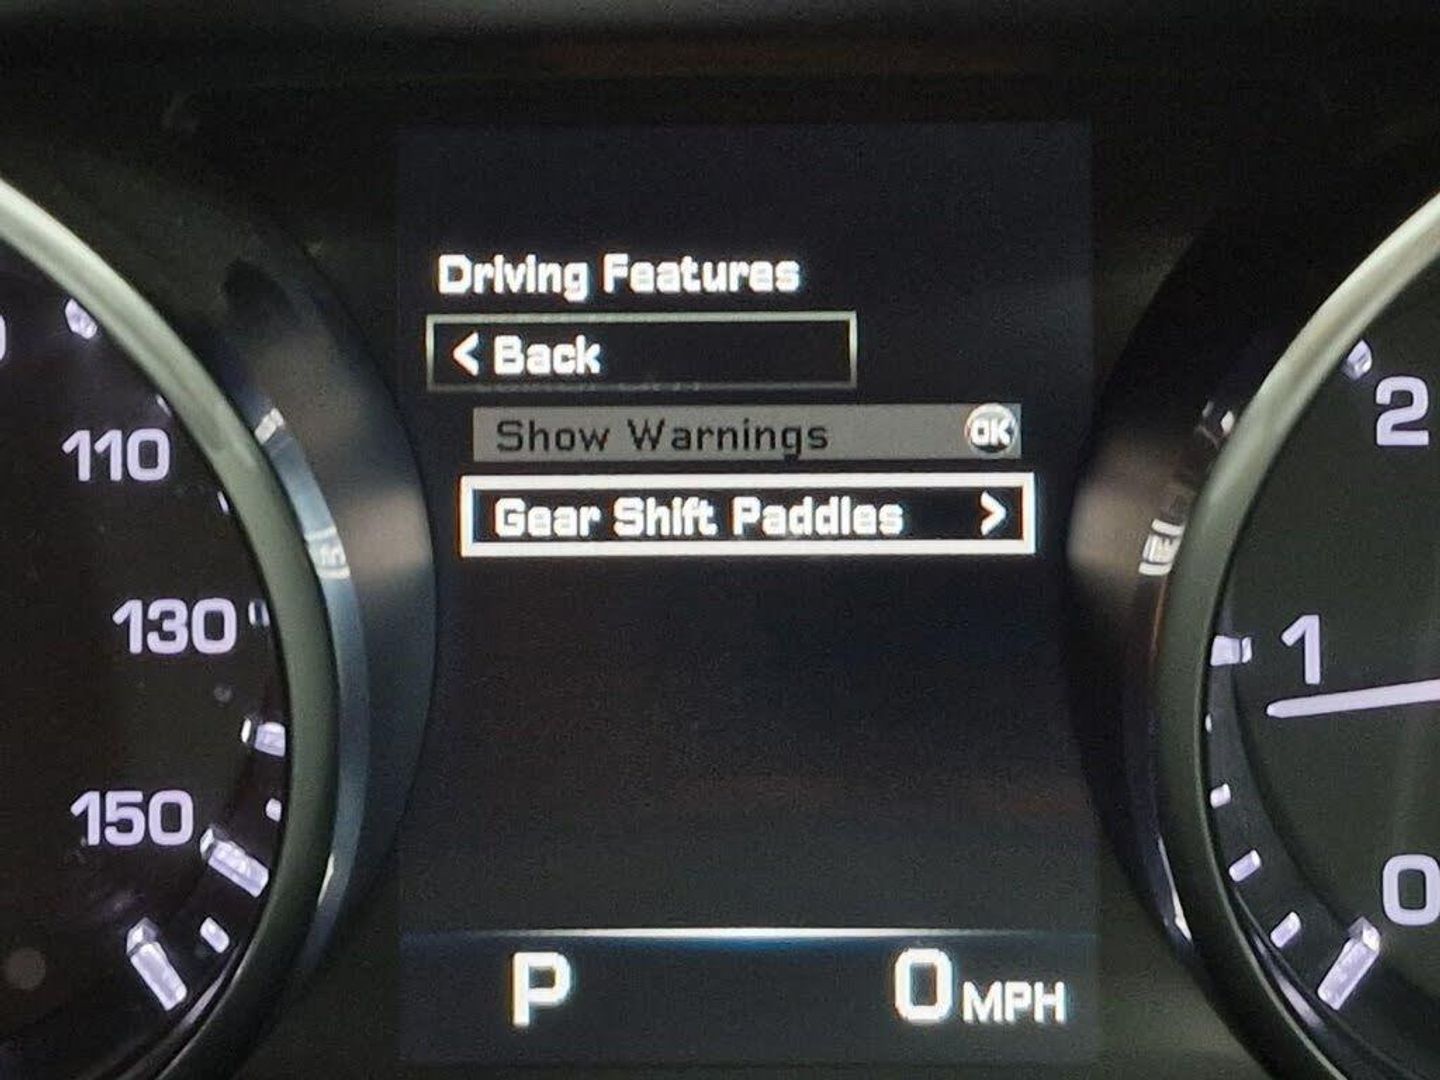 Driving Features
< Back
Show Warnings OK
Gear Shift Paddles >
110
130
150
2
1
0
P 0 MPH